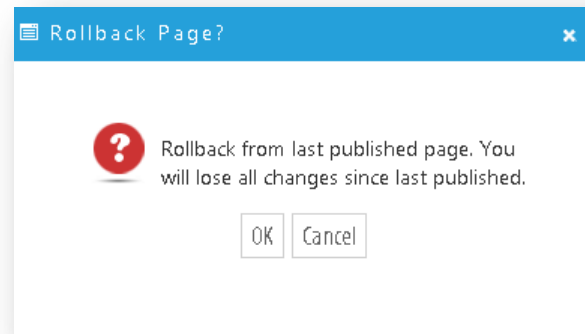 Rollback Page?
Rollback from last published page. You
will lose all changes since last published.
OK Cancel